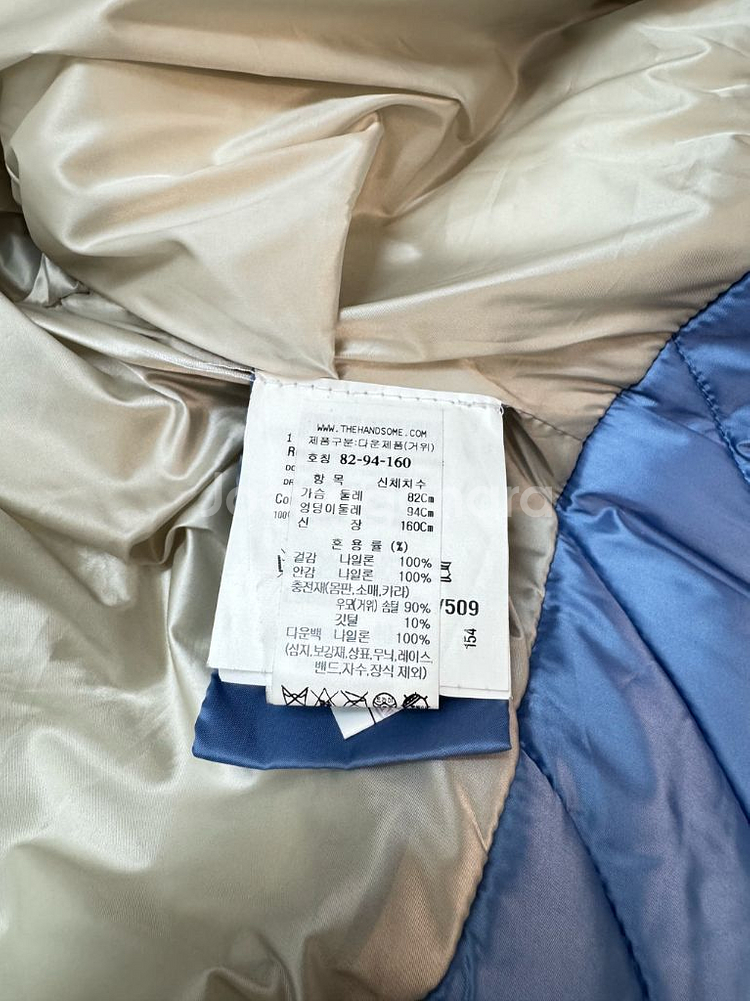 WWW.THEHANDSOME.COM
제품구분:다운제품(거위)
호칭 82-94-160
항 목 신체치수
가슴 둘레 82Cm
엉덩이둘레 94Cm
신 장 160Cm
혼 용 률 (%)
겉감 나일론 100%
안감 나일론 100%
충전재(몸판,소매,카라)
우모(거위) 솜털 90%
깃털 10%
다운백 나일론 100%
(심지,보강재,상표,무늬,레이스,
밴드,자수,장식 제외)
/509
154